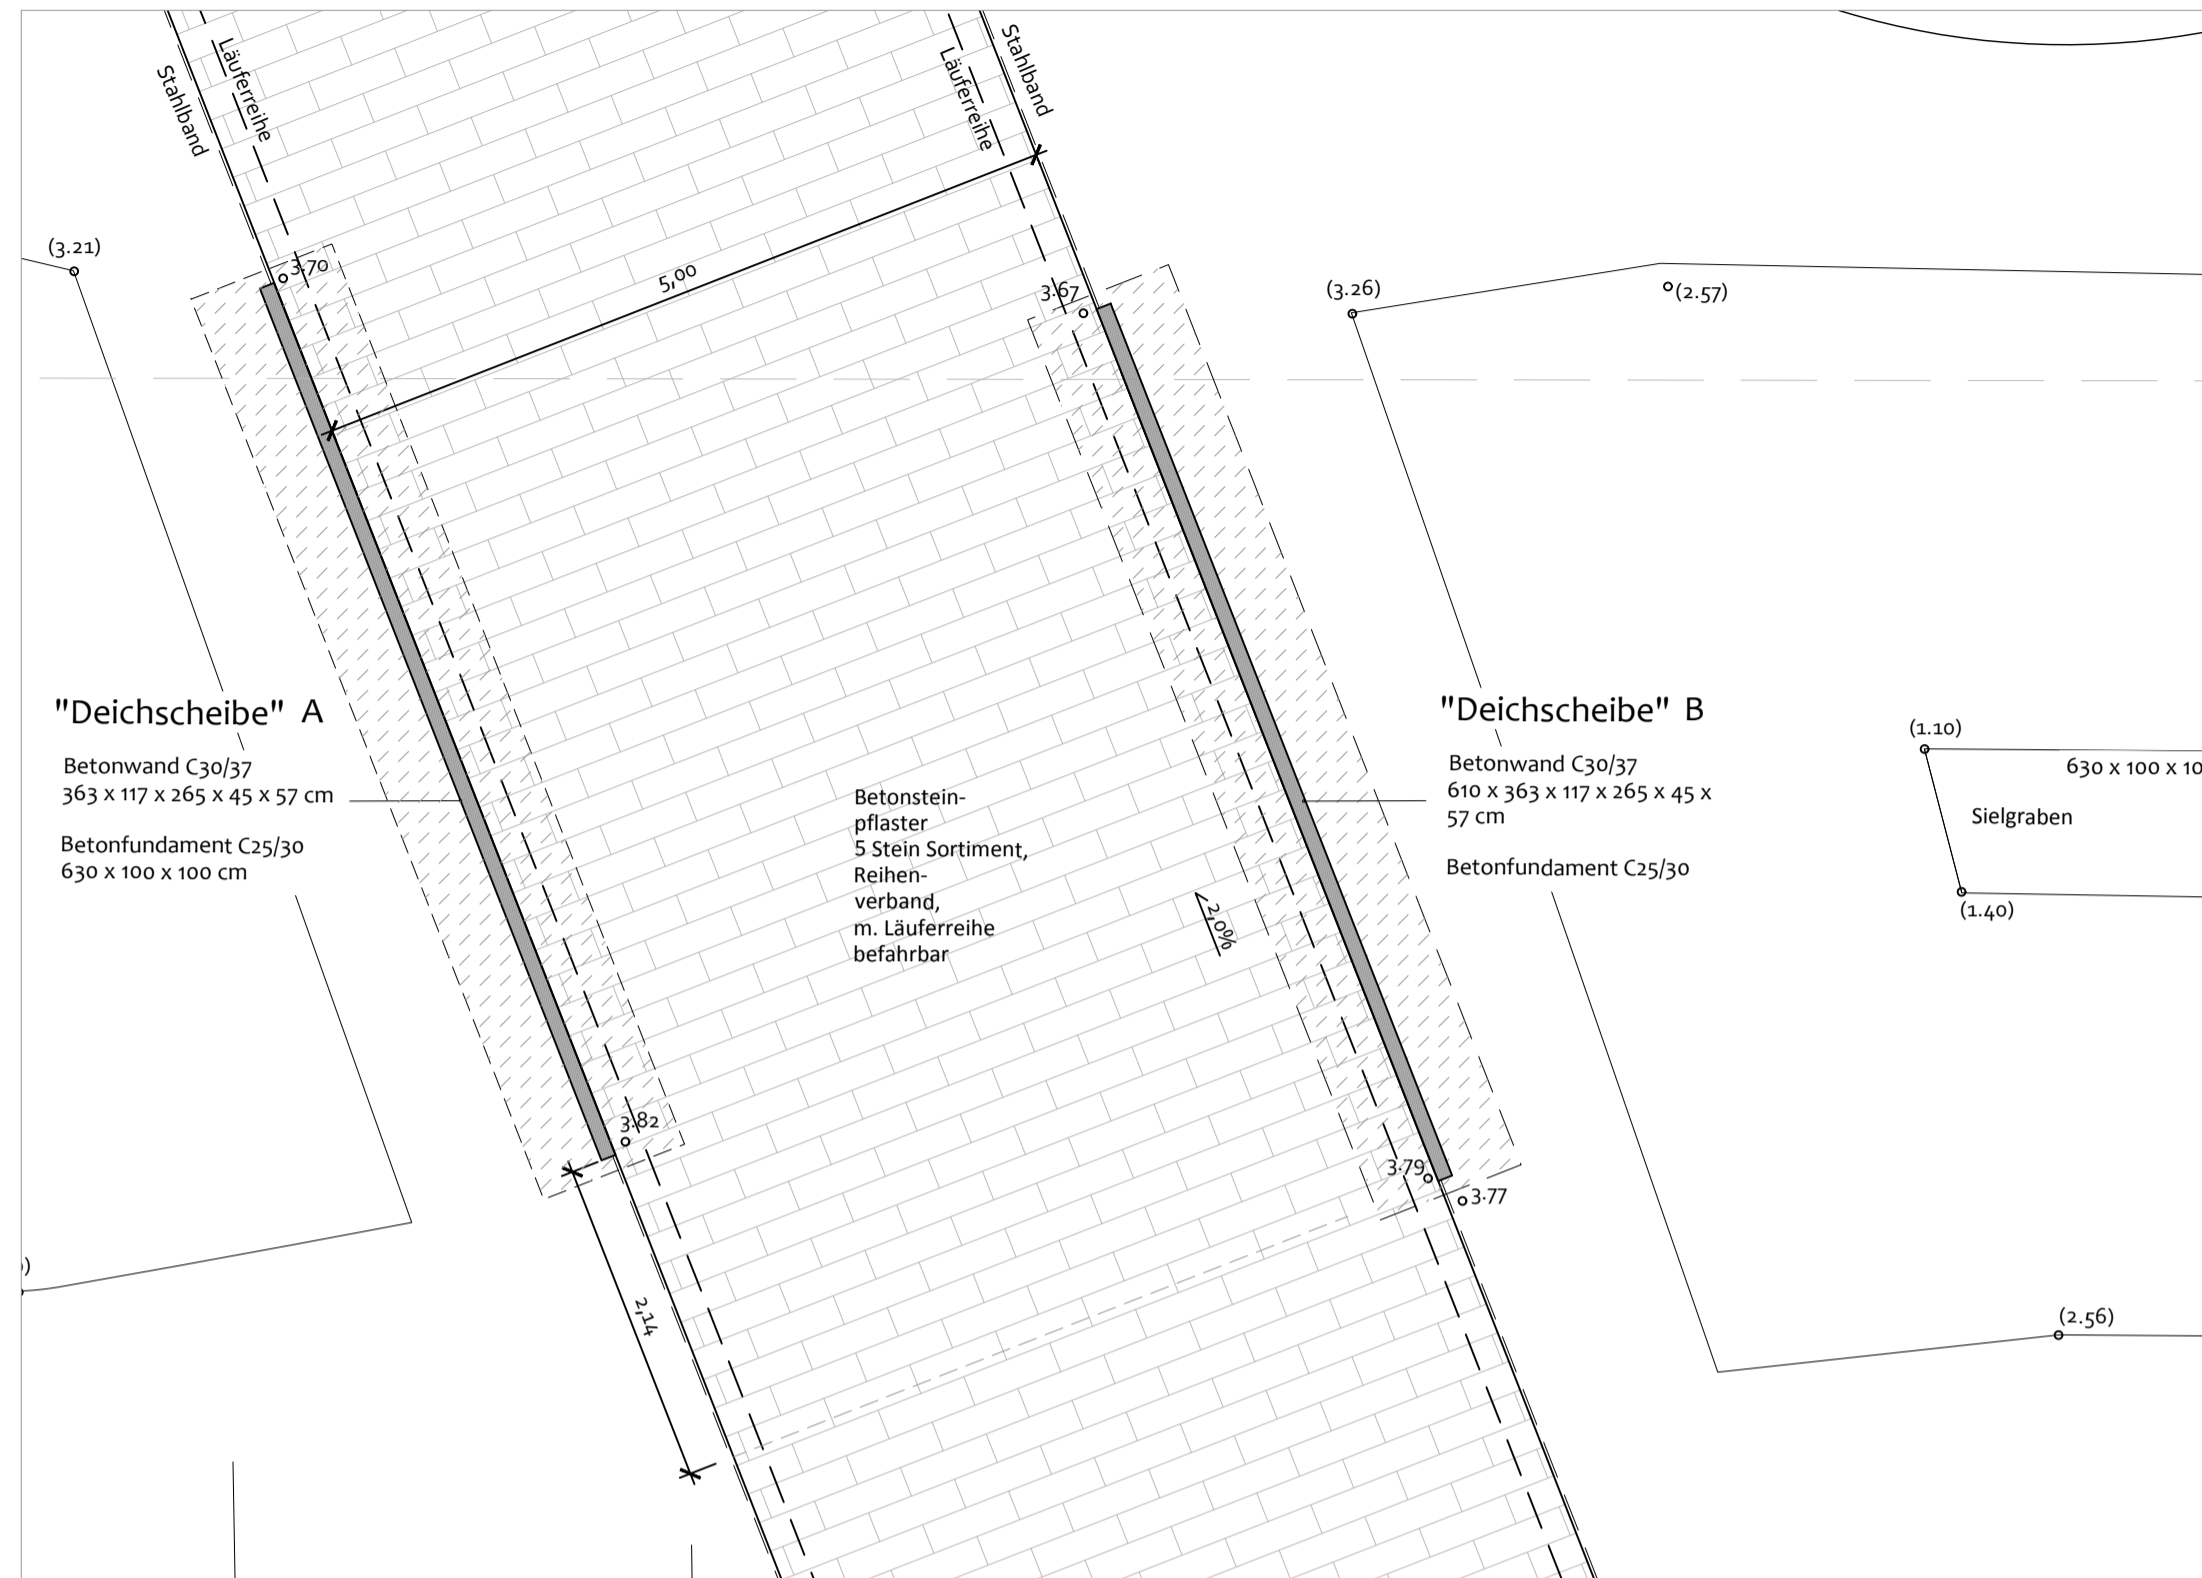 Stahlband
Läuferreihe
Läuferreihe
Stahlband
(3.21)
3.70
5,00
3.67
(3.26)
(2.57)
"Deichscheibe" A
Betonwand C30/37
363 x 117 x 265 x 45 x 57 cm
Betonfundament C25/30
630 x 100 x 100 cm
Betonstein-
pflaster
5 Stein Sortiment,
Reihen-
verband,
m. Läuferreihe
befahrbar
2,0%
"Deichscheibe" B
Betonwand C30/37
610 x 363 x 117 x 265 x 45 x
57 cm
Betonfundament C25/30
(1.10)
630 x 100 x 10
Sielgraben
(1.40)
3.82
3.79
3.77
)
2,14
(2.56)